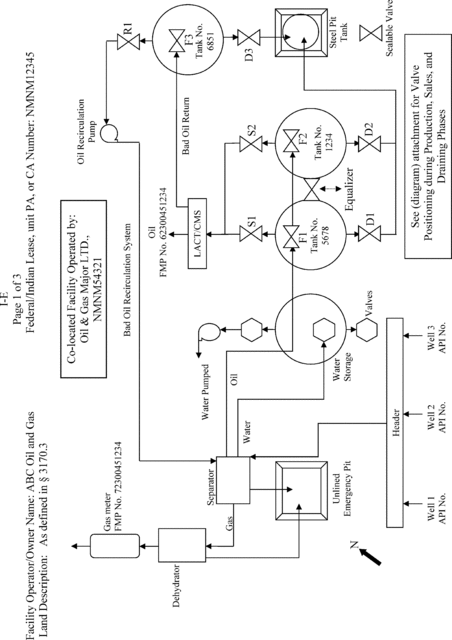 I-E
Page 1 of 3
Facility Operator/Owner Name: ABC Oil and Gas
Federal/Indian Lease, unit PA, or CA Number: NMNM12345
Land Description: As defined in § 3170.3
Co-located Facility Operated by:
Oil & Gas Major LTD.,
NMNM54321
Gas meter
FMP No. 72300451234
Dehydrator
Gas
Separator
Unlined
Emergency Pit
N
Header
Well 1
API No.
Well 2
API No.
Well 3
API No.
Water Pumped
Oil
Water
Water
Storage
Valves
Bad Oil Recirculation System
Oil
FMP No. 62300451234
LACT/CMS
Bad Oil Return
Oil Recirculation
Pump
S1
S2
F1
Tank No.
5678
F2
Tank No.
1234
Equalizer
D1
D2
R1
F3
Tank No.
6851
D3
Steel Pit
Tank
Sealable Valve
See (diagram) attachment for Valve
Positioning during Production, Sales, and
Draining Phases